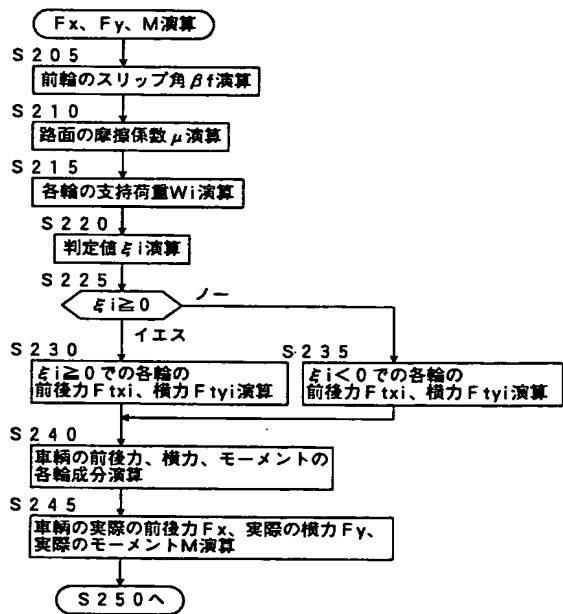 Fx、Fy、M演算
S205
前輪のスリップ角βf演算
S210
路面の摩擦係数μ演算
S215
各輪の支持荷重Wi演算
S220
判定値ξi演算
S225
ξi≧0
ノー
イエス
S230
ξi≧0での各輪の
前後力Ftxi、横力Ftyi演算
S235
ξi<0での各輪の
前後力Ftxi、横力Ftyi演算
S240
車輌の前後力、横力、モーメントの
各輪成分演算
S245
車輌の実際の前後力Fx、実際の横力Fy、
実際のモーメントM演算
S250へ